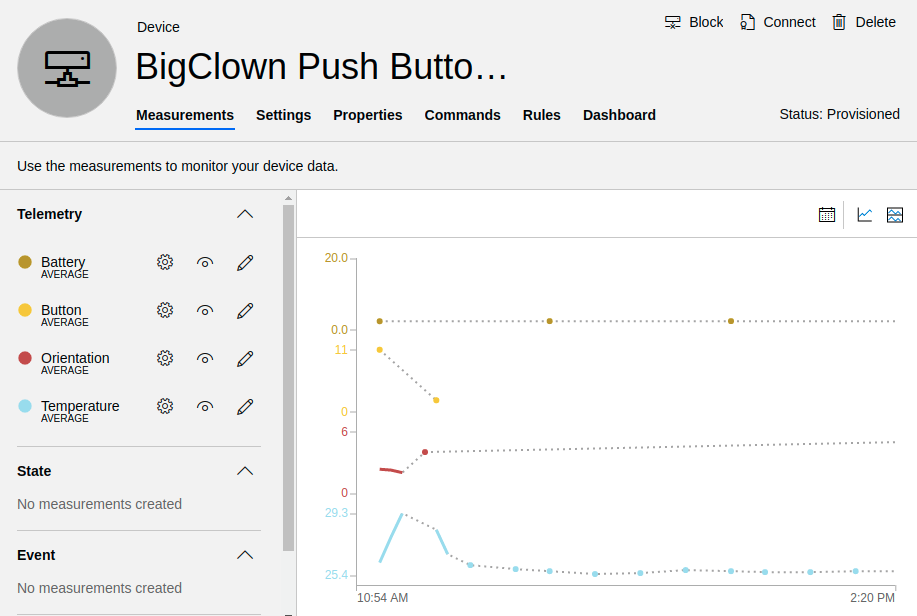 Device
Block Connect Delete
BigClown Push Butto...
Measurements Settings Properties Commands Rules Dashboard
Status: Provisioned
Use the measurements to monitor your device data.
Telemetry
Battery
AVERAGE
Button
AVERAGE
Orientation
AVERAGE
Temperature
AVERAGE
State
No measurements created
Event
No measurements created
20.0
0.0
11
0
6
0
29.3
25.4
10:54 AM 2:20 PM